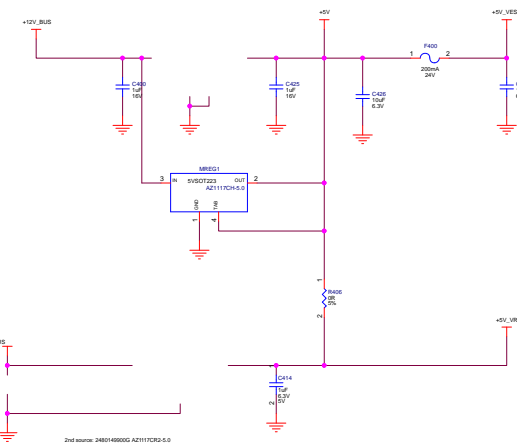 +12V_BUS
+5V
+5V_VES
1
F400
2
200mA
24V
C400
1uF
16V
C425
1uF
16V
C426
10uF
6.3V
MREG1
3
IN
5VSOT223
OUT
2
AZ1117CH-5.0
GND
TAB
1
4
1
R406
0R
5%
2
+5V_VR
C414
1uF
6.3V
5V
2
2nd source: 2480149900G AZ1117CR2-5.0